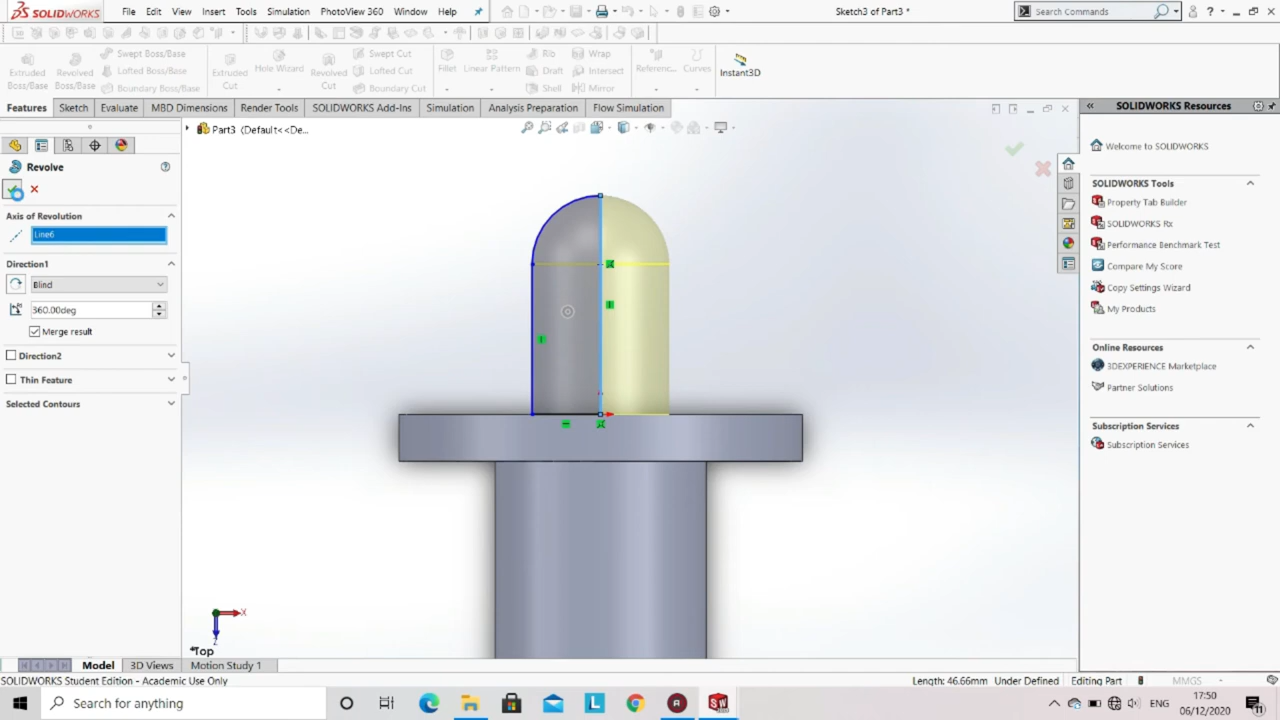 SOLIDWORKS File Edit View Insert Tools Simulation PhotoView 360 Window Help Sketch3 of Part3 * Search Commands
Extruded Boss/Base
Revolved Boss/Base
Swept Boss/Base
Lofted Boss/Base
Boundary Boss/Base
Extruded Cut
Hole Wizard
Revolved Cut
Swept Cut
Lofted Cut
Boundary Cut
Fillet
Linear Pattern
Rib
Draft
Shell
Wrap
Intersect
Mirror
Referenc...
Curves
Instant3D
Features Sketch Evaluate MBD Dimensions Render Tools SOLIDWORKS Add-Ins Simulation Analysis Preparation Flow Simulation
Part3 (Default<<De...
Revolve
Axis of Revolution
Line6
Direction1
Blind
360.00deg
Merge result
Direction2
Thin Feature
Selected Contours
X
Z
*Top
SOLIDWORKS Resources
Welcome to SOLIDWORKS
SOLIDWORKS Tools
Property Tab Builder
SOLIDWORKS Rx
Performance Benchmark Test
Compare My Score
Copy Settings Wizard
My Products
Online Resources
3DEXPERIENCE Marketplace
Partner Solutions
Subscription Services
Subscription Services
Model 3D Views Motion Study 1
SOLIDWORKS Student Edition - Academic Use Only Length: 46.66mm Under Defined Editing Part MMGS
Search for anything
ENG
17:50
06/12/2020